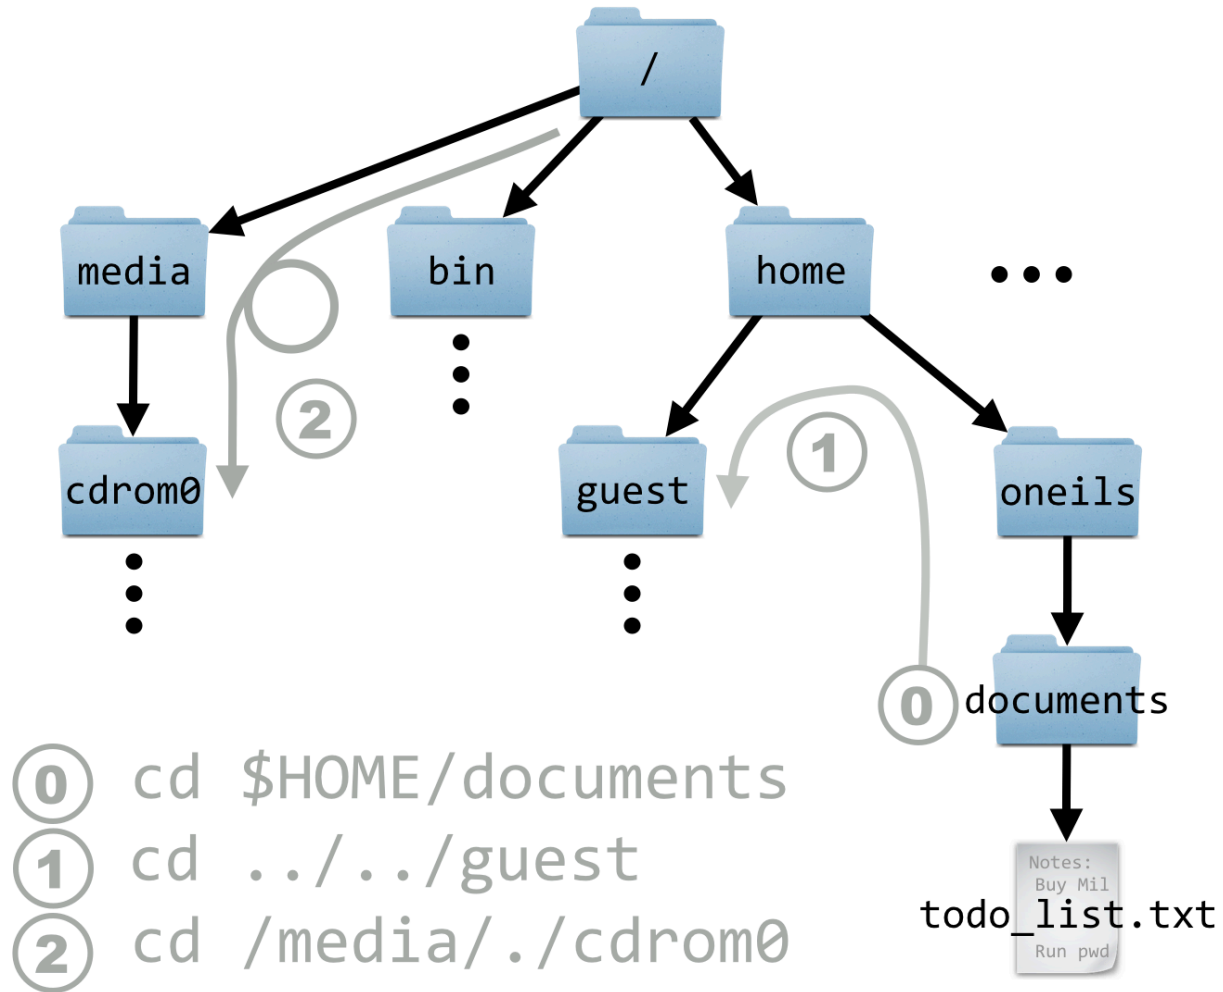 /
media
bin
home
2
1
cdrom0
guest
oneils
0
documents
0 cd $HOME/documents
1 cd ../../guest
2 cd /media/./cdrom0
Notes:
Buy Mil
todo_list.txt
Run pwd